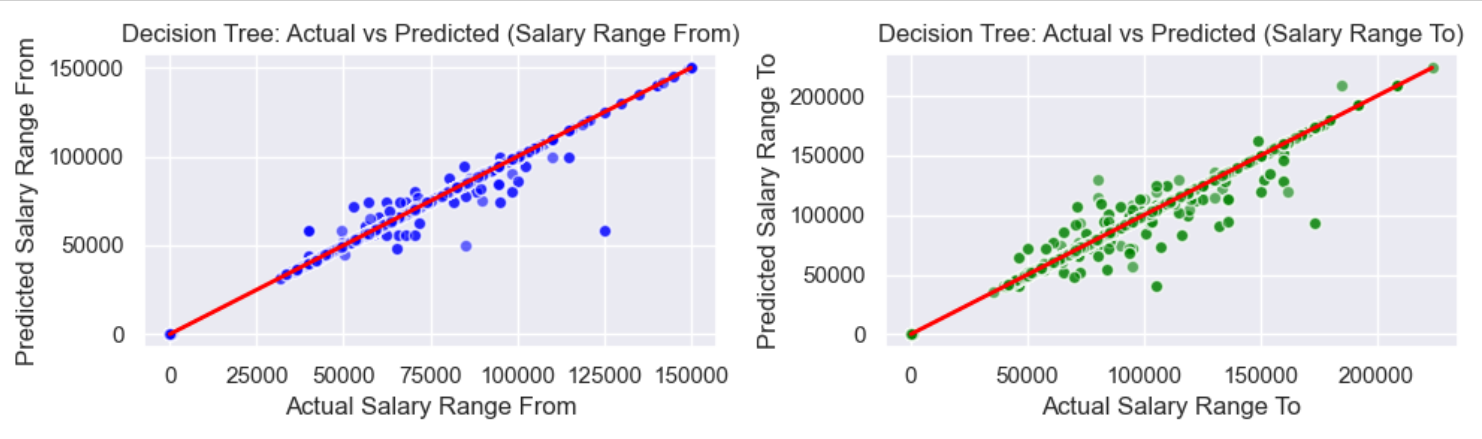 Decision Tree: Actual vs Predicted (Salary Range From)
Predicted Salary Range From
150000
100000
50000
0
0 25000 50000 75000 100000 125000 150000
Actual Salary Range From
Decision Tree: Actual vs Predicted (Salary Range To)
Predicted Salary Range To
200000
150000
100000
50000
0
0 50000 100000 150000 200000
Actual Salary Range To